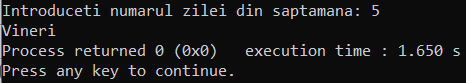 Introduceti numarul zilei din saptamana: 5
Vineri
Process returned 0 (0x0)   execution time : 1.650 s
Press any key to continue.